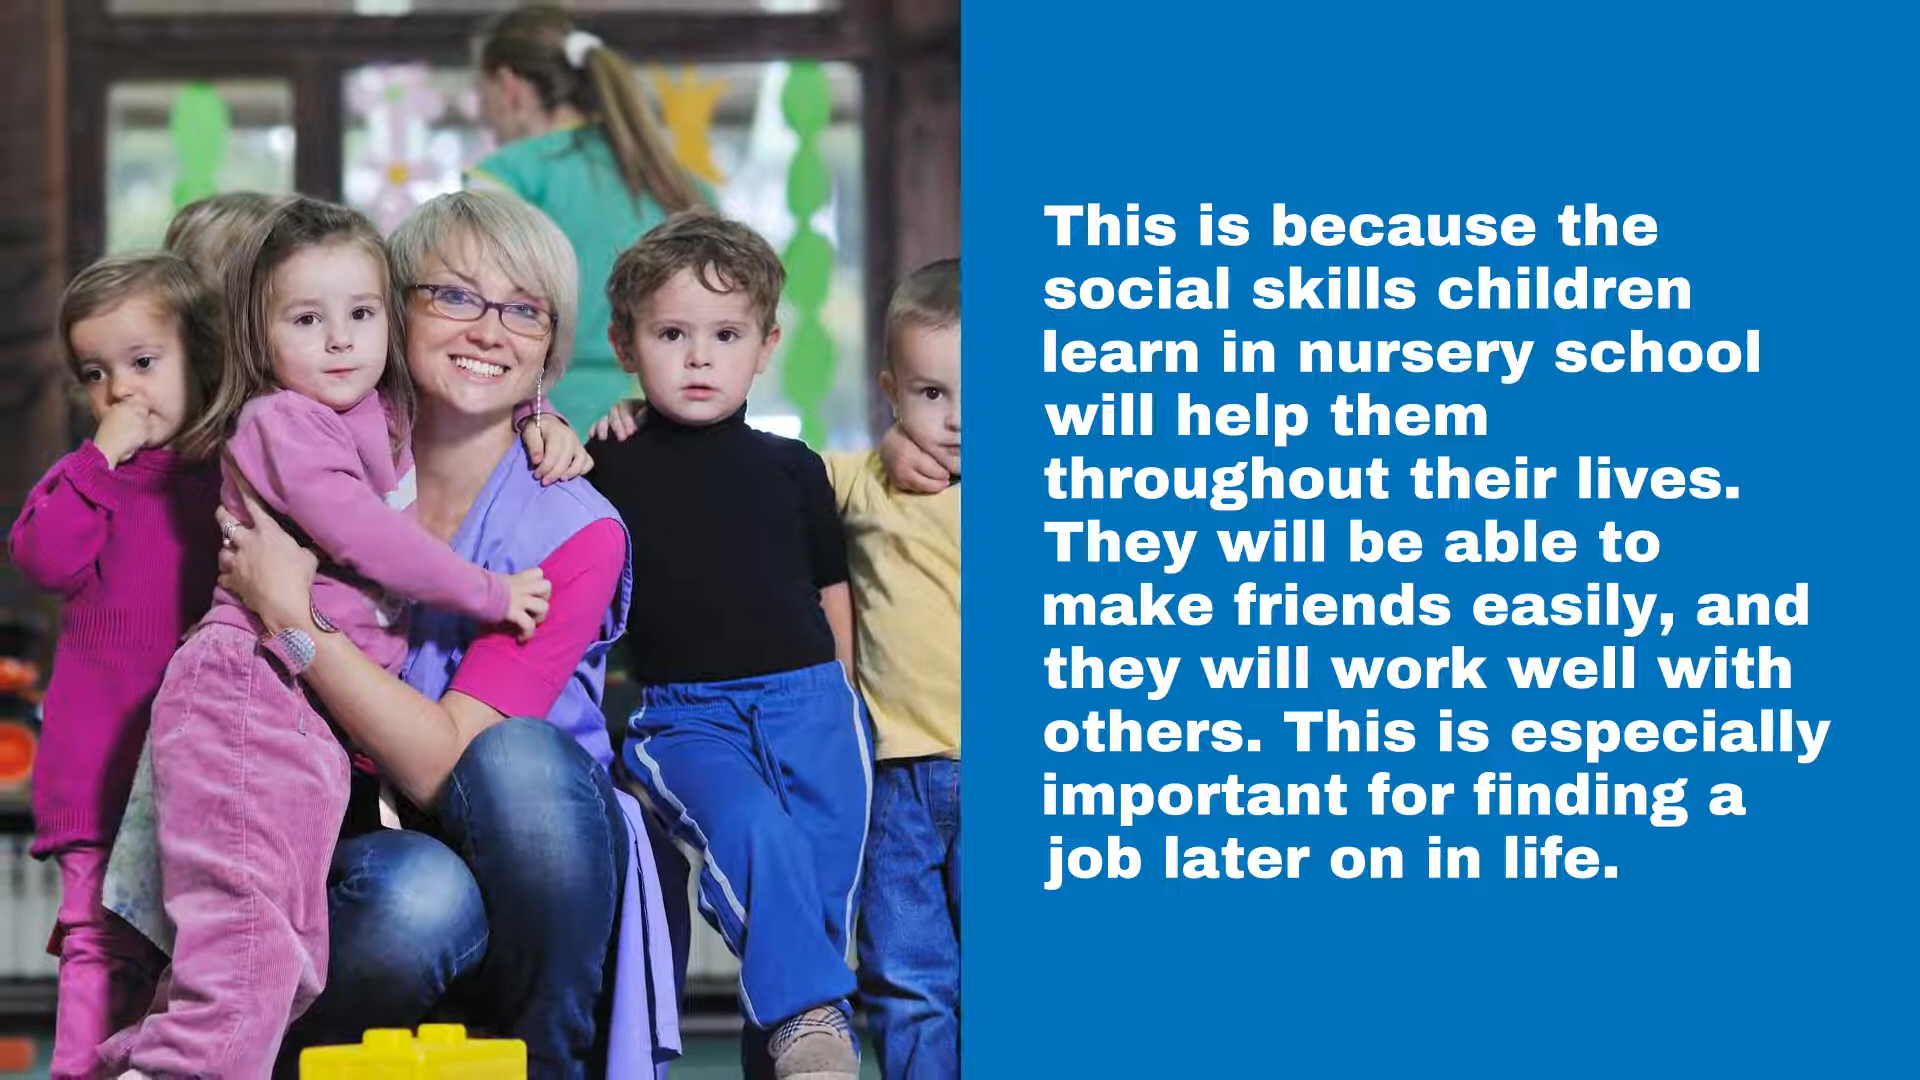 This is because the
social skills children
learn in nursery school
will help them
throughout their lives.
They will be able to
make friends easily, and
they will work well with
others. This is especially
important for finding a
job later on in life.